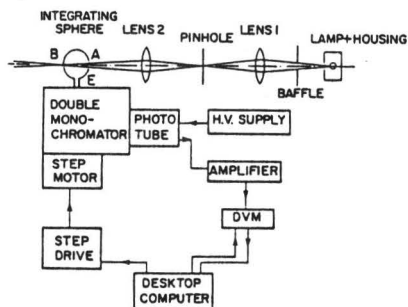 INTEGRATING
SPHERE
LENS 2
PINHOLE
LENS 1
LAMP+HOUSING
B
A
E
BAFFLE
DOUBLE
MONO-
CHROMATOR
PHOTO
TUBE
H.V. SUPPLY
STEP
MOTOR
AMPLIFIER
DVM
STEP
DRIVE
DESKTOP
COMPUTER